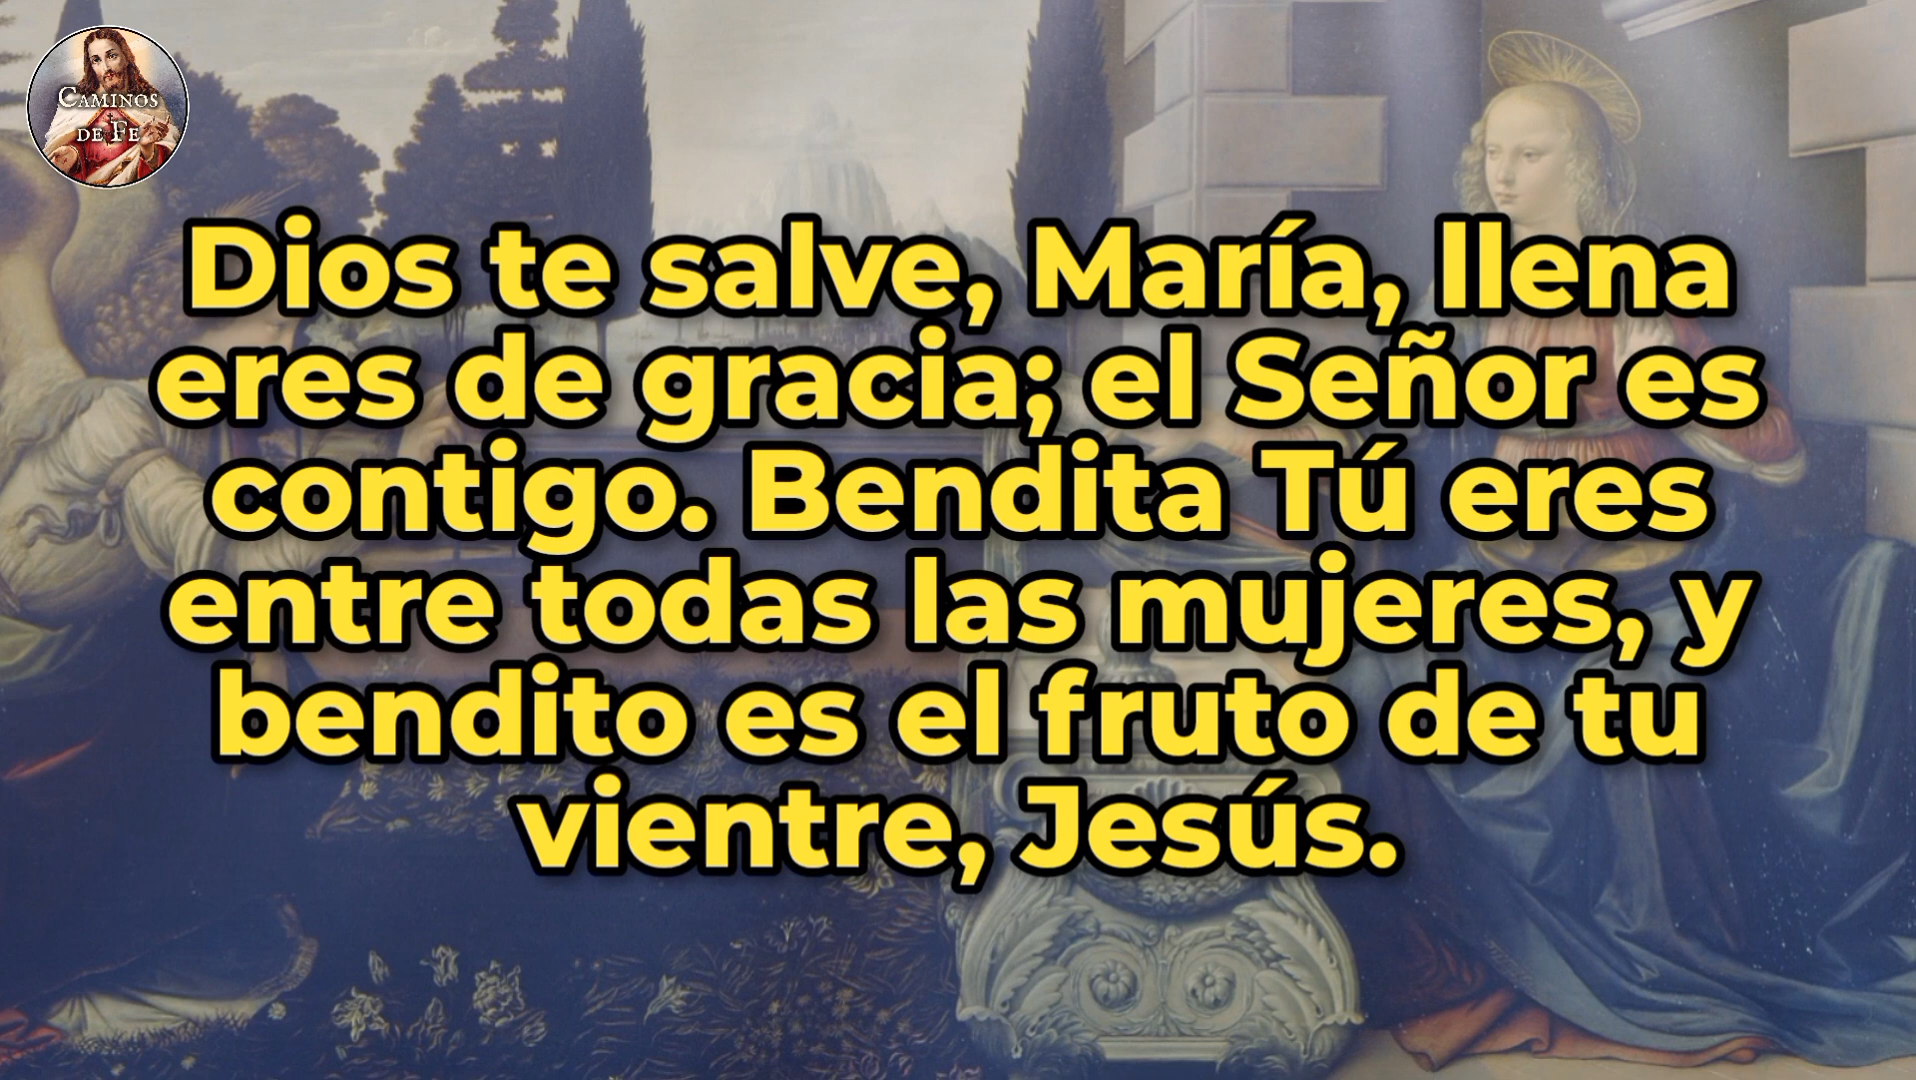 CAMINOS
DE FE
Dios te salve, María, llena
eres de gracia; el Señor es
contigo. Bendita Tú eres
entre todas las mujeres, y
bendito es el fruto de tu
vientre, Jesús.